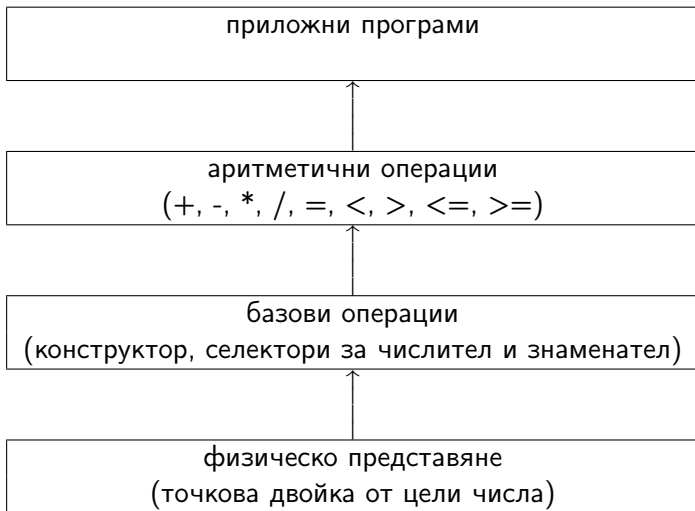 приложни програми
аритметични операции
(+, -, *, /, =, <, >, <=, >=)
базови операции
(конструктор, селектори за числител и знаменател)
физическо представяне
(точкова двойка от цели числа)